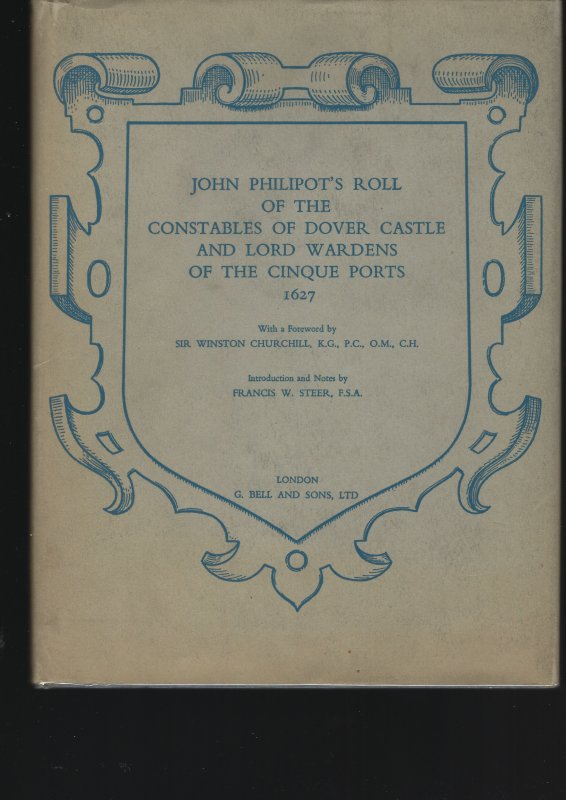 JOHN PHILIPOT'S ROLL
OF THE
CONSTABLES OF DOVER CASTLE
AND LORD WARDENS
OF THE CINQUE PORTS
1627
With a Foreword by
SIR WINSTON CHURCHILL, K.G., P.C., O.M., C.H.
Introduction and Notes by
FRANCIS W. STEER, F.S.A.
LONDON
G. BELL AND SONS, LTD